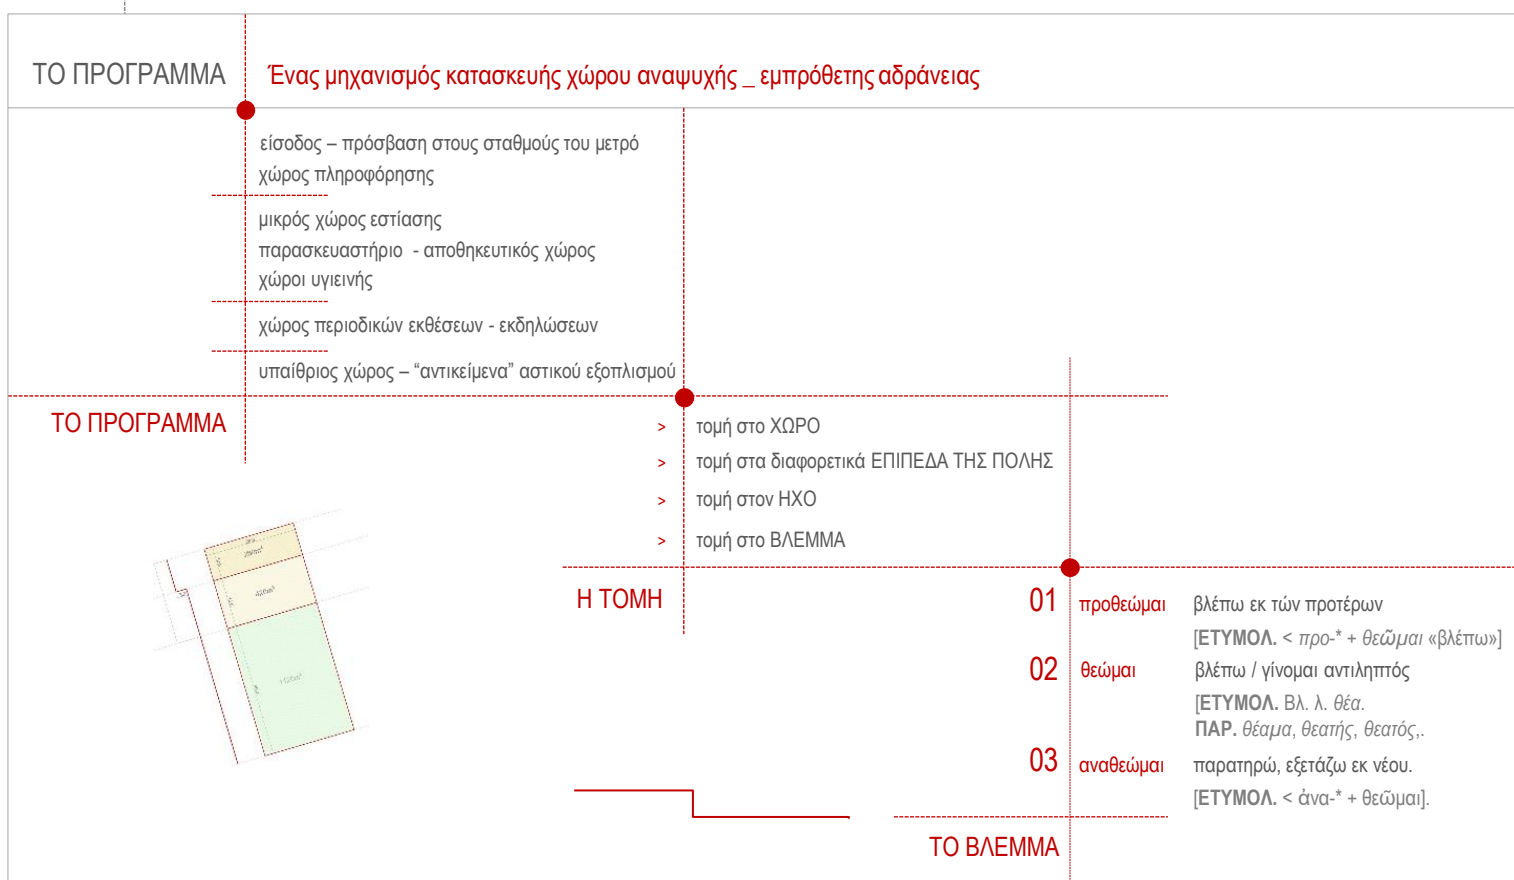 ΤΟ ΠΡΟΓΡΑΜΜΑ
Ένας μηχανισμός κατασκευής χώρου αναψυχής _ εμπρόθετης αδράνειας
είσοδος – πρόσβαση στους σταθμούς του μετρό
χώρος πληροφόρησης
μικρός χώρος εστίασης
παρασκευαστήριο - αποθηκευτικός χώρος
χώροι υγιεινής
χώρος περιοδικών εκθέσεων - εκδηλώσεων
υπαίθριος χώρος – “αντικείμενα” αστικού εξοπλισμού
ΤΟ ΠΡΟΓΡΑΜΜΑ
> τομή στο ΧΩΡΟ
> τομή στα διαφορετικά ΕΠΙΠΕΔΑ ΤΗΣ ΠΟΛΗΣ
> τομή στον ΗΧΟ
> τομή στο ΒΛΕΜΜΑ
Η ΤΟΜΗ
01 προθεώμαι βλέπω εκ τών προτέρων
[ΕΤΥΜΟΛ. < προ-* + θεῶμαι «βλέπω»]
02 θεώμαι βλέπω / γίνομαι αντιληπτός
[ΕΤΥΜΟΛ. Βλ. λ. θέα.
ΠΑΡ. θέαμα, θεατής, θεατός,.
03 αναθεώμαι παρατηρώ, εξετάζω εκ νέου.
[ΕΤΥΜΟΛ. < ἀνα-* + θεῶμαι].
ΤΟ ΒΛΕΜΜΑ